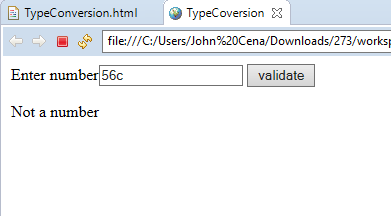 TypeConversion.html TypeCoversion
file:///C:/Users/John%20Cena/Downloads/273/worksp
Enter number 56c validate
Not a number